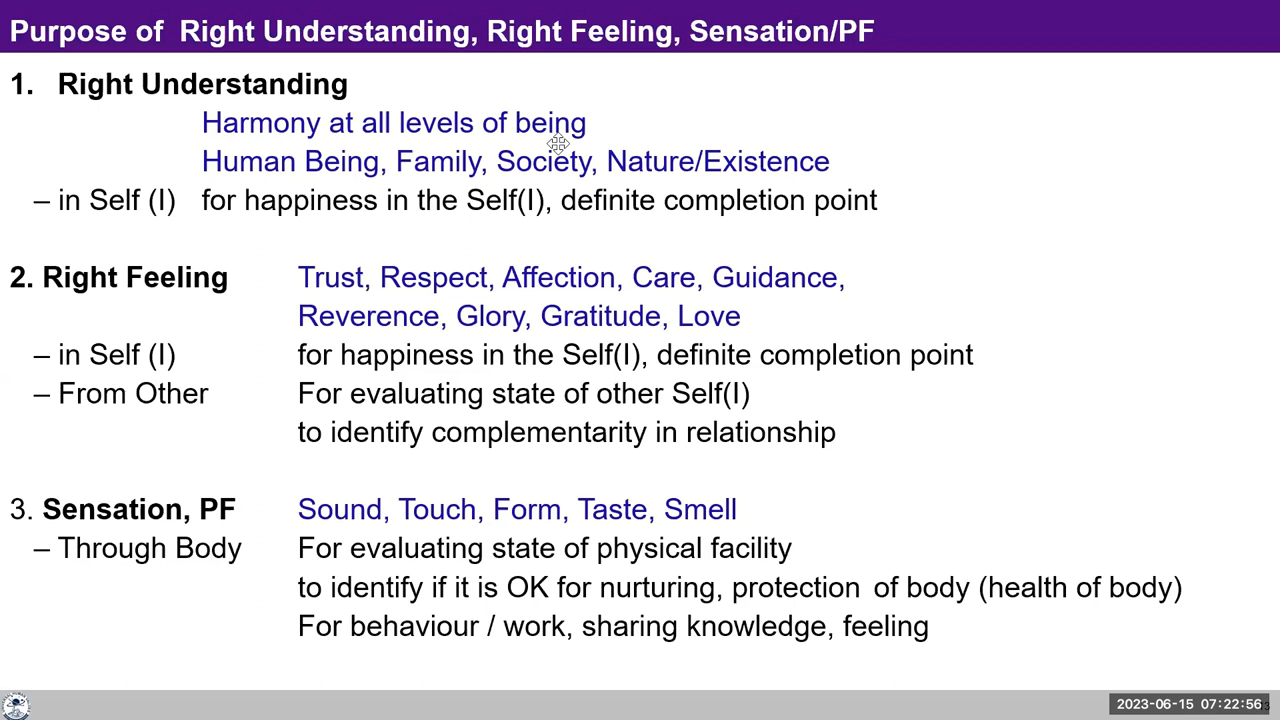 Purpose of Right Understanding, Right Feeling, Sensation/PF
1. Right Understanding
Harmony at all levels of being
Human Being, Family, Society, Nature/Existence
– in Self (I) for happiness in the Self(I), definite completion point
2. Right Feeling Trust, Respect, Affection, Care, Guidance,
Reverence, Glory, Gratitude, Love
– in Self (I) for happiness in the Self(I), definite completion point
– From Other For evaluating state of other Self(I)
to identify complementarity in relationship
3. Sensation, PF Sound, Touch, Form, Taste, Smell
– Through Body For evaluating state of physical facility
to identify if it is OK for nurturing, protection of body (health of body)
For behaviour / work, sharing knowledge, feeling
2023-06-15 07:22:56